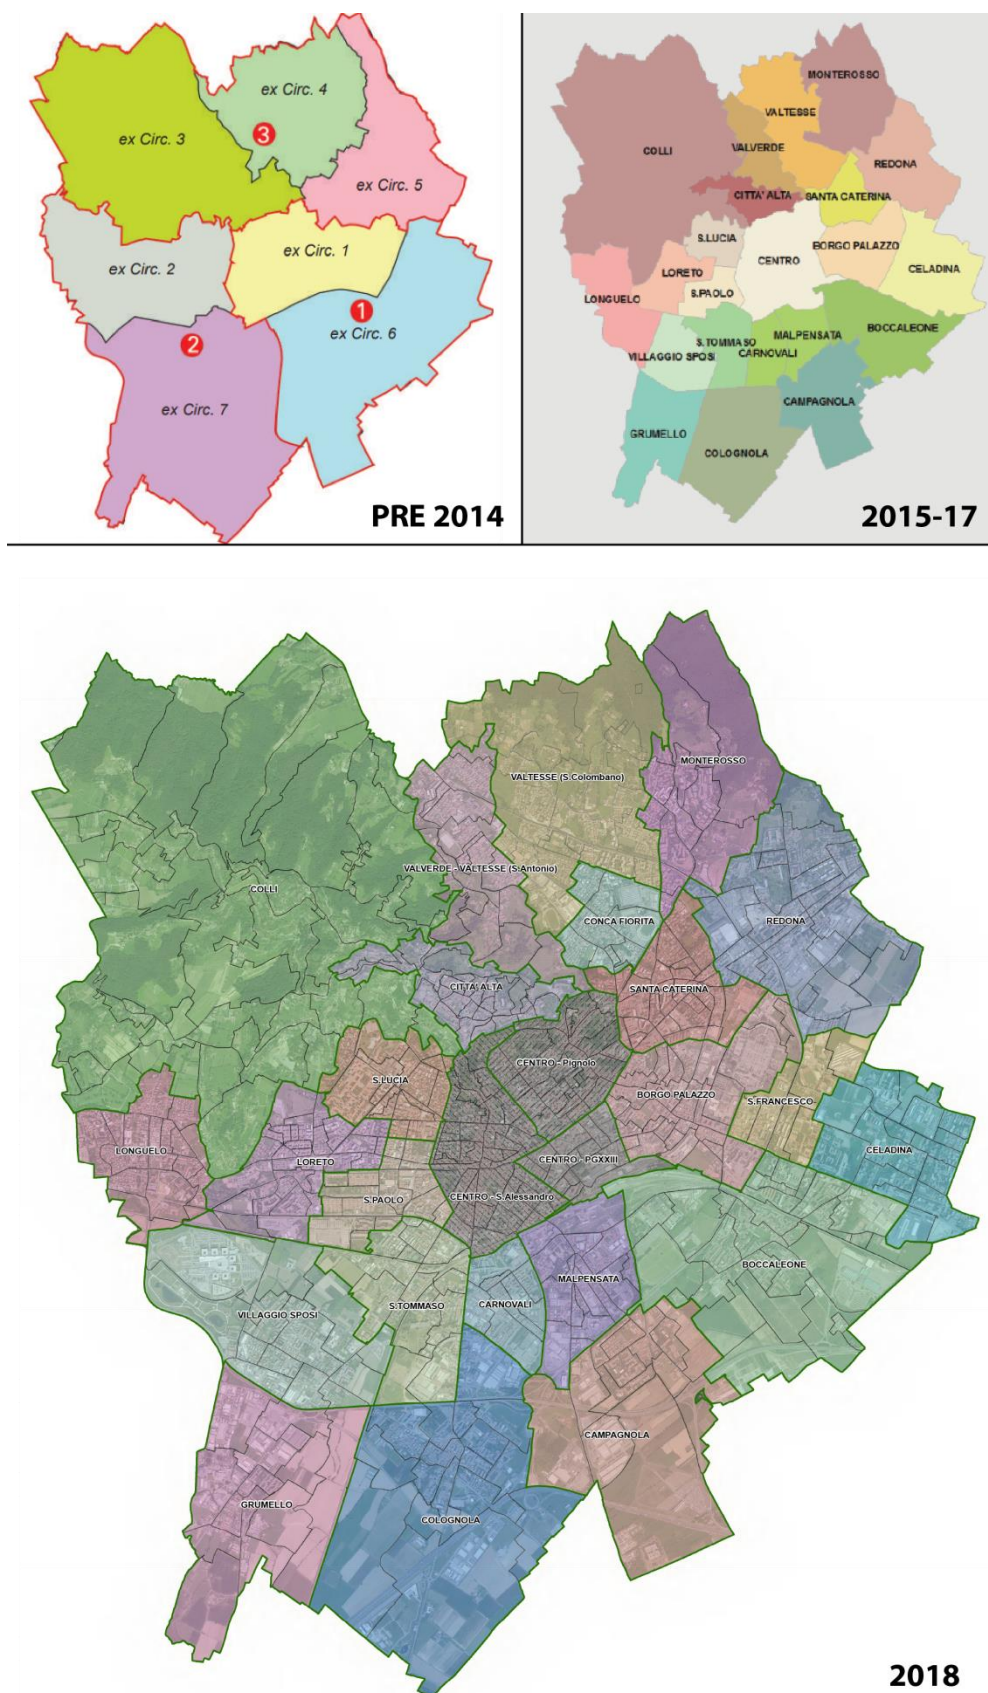 ex Circ. 4
ex Circ. 3
3
ex Circ. 5
ex Circ. 1
ex Circ. 2
1
ex Circ. 6
2
ex Circ. 7
PRE 2014
MONTEROSSO
VALTESSE
COLLI
VALVERDE
REDONA
CITTA' ALTA
SANTA CATERINA
S.LUCIA
BORGO PALAZZO
CENTRO
CELADINA
LORETO
LONGUELO
S.PAOLO
BOCCALEONE
MALPENSATA
S.TOMMASO
CARNOVALI
VILLAGGIO SPOSI
CAMPAGNOLA
GRUMELLO
COLOGNOLA
2015-17
MONTEROSSO
VALTESSE (S.Colombano)
VALVERDE - VALTESSE (S.Antonio)
COLLI
CONCA FIORITA
REDONA
CITTA' ALTA
SANTA CATERINA
CENTRO - Pignolo
S.LUCIA
BORGO PALAZZO
S.FRANCESCO
LONGUELO
CELADINA
LORETO
CENTRO - PGXXIII
S.PAOLO
CENTRO - S.Alessandro
BOCCALEONE
MALPENSATA
CARNOVALI
S.TOMMASO
VILLAGGIO SPOSI
CAMPAGNOLA
GRUMELLO
COLOGNOLA
2018